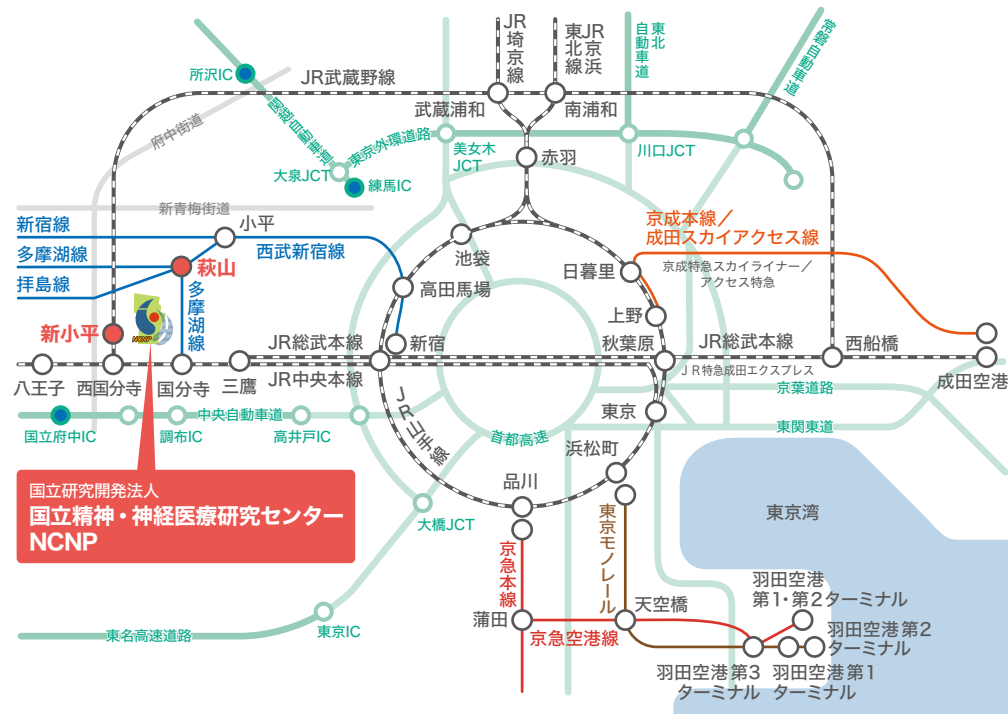 JR埼京線
JR京浜
東北線
東北
自動車道
常磐自動車道
所沢IC
JR武蔵野線
武蔵浦和
南浦和
関越自動車道
府中街道
東京外環道路
美女木
JCT
川口JCT
赤羽
大泉JCT
練馬IC
新青梅街道
新宿線
小平
西武新宿線
多摩湖線
萩山
拝島線
多摩湖線
池袋
高田馬場
日暮里
京成本線／
成田スカイアクセス線
京成特急スカイライナー／
アクセス特急
上野
新小平
NCNP
新宿
JR総武本線
秋葉原
JR総武本線
西船橋
JR特急成田エクスプレス
成田空港
八王子
西国分寺
国分寺
三鷹
JR中央本線
京葉道路
JR山手線
東京
東関東道
中央自動車道
国立府中IC
調布IC
高井戸IC
首都高速
浜松町
品川
国立研究開発法人
国立精神・神経医療研究センター
NCNP
大橋JCT
東京湾
京急本線
東京モノレール
羽田空港
第1・第2ターミナル
蒲田
天空橋
京急空港線
羽田空港第2
ターミナル
東名高速道路
東京IC
羽田空港第3
ターミナル
羽田空港第1
ターミナル